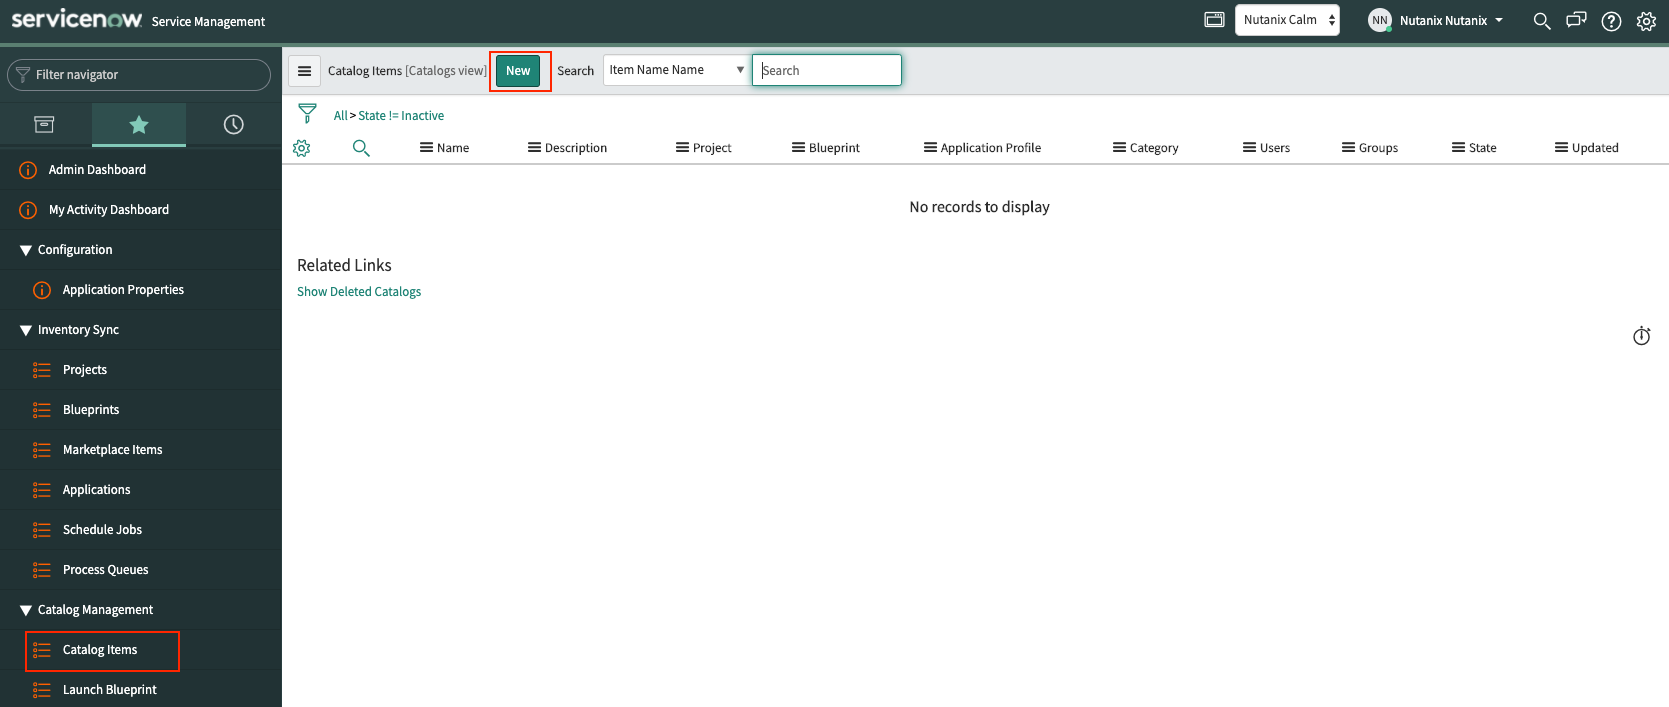 servicenow Service Management
Nutanix Calm
NN Nutanix Nutanix
Filter navigator
Admin Dashboard
My Activity Dashboard
Configuration
Application Properties
Inventory Sync
Projects
Blueprints
Marketplace Items
Applications
Schedule Jobs
Process Queues
Catalog Management
Catalog Items
Launch Blueprint
Catalog Items [Catalogs view] New Search Item Name Name Search
All > State != Inactive
Name Description Project Blueprint Application Profile Category Users Groups State Updated
No records to display
Related Links
Show Deleted Catalogs